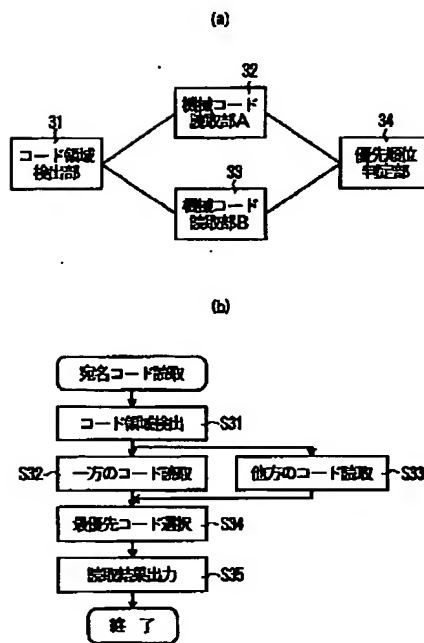 (a)
31
コード領域
検出部
32
機械コード
読取部A
33
機械コード
読取部B
34
優先順位
判定部
(b)
宛名コード読取
コード領域検出
S31
S32
一方のコード読取
他方のコード読取
S33
最優先コード選択
S34
読取結果出力
S35
終了